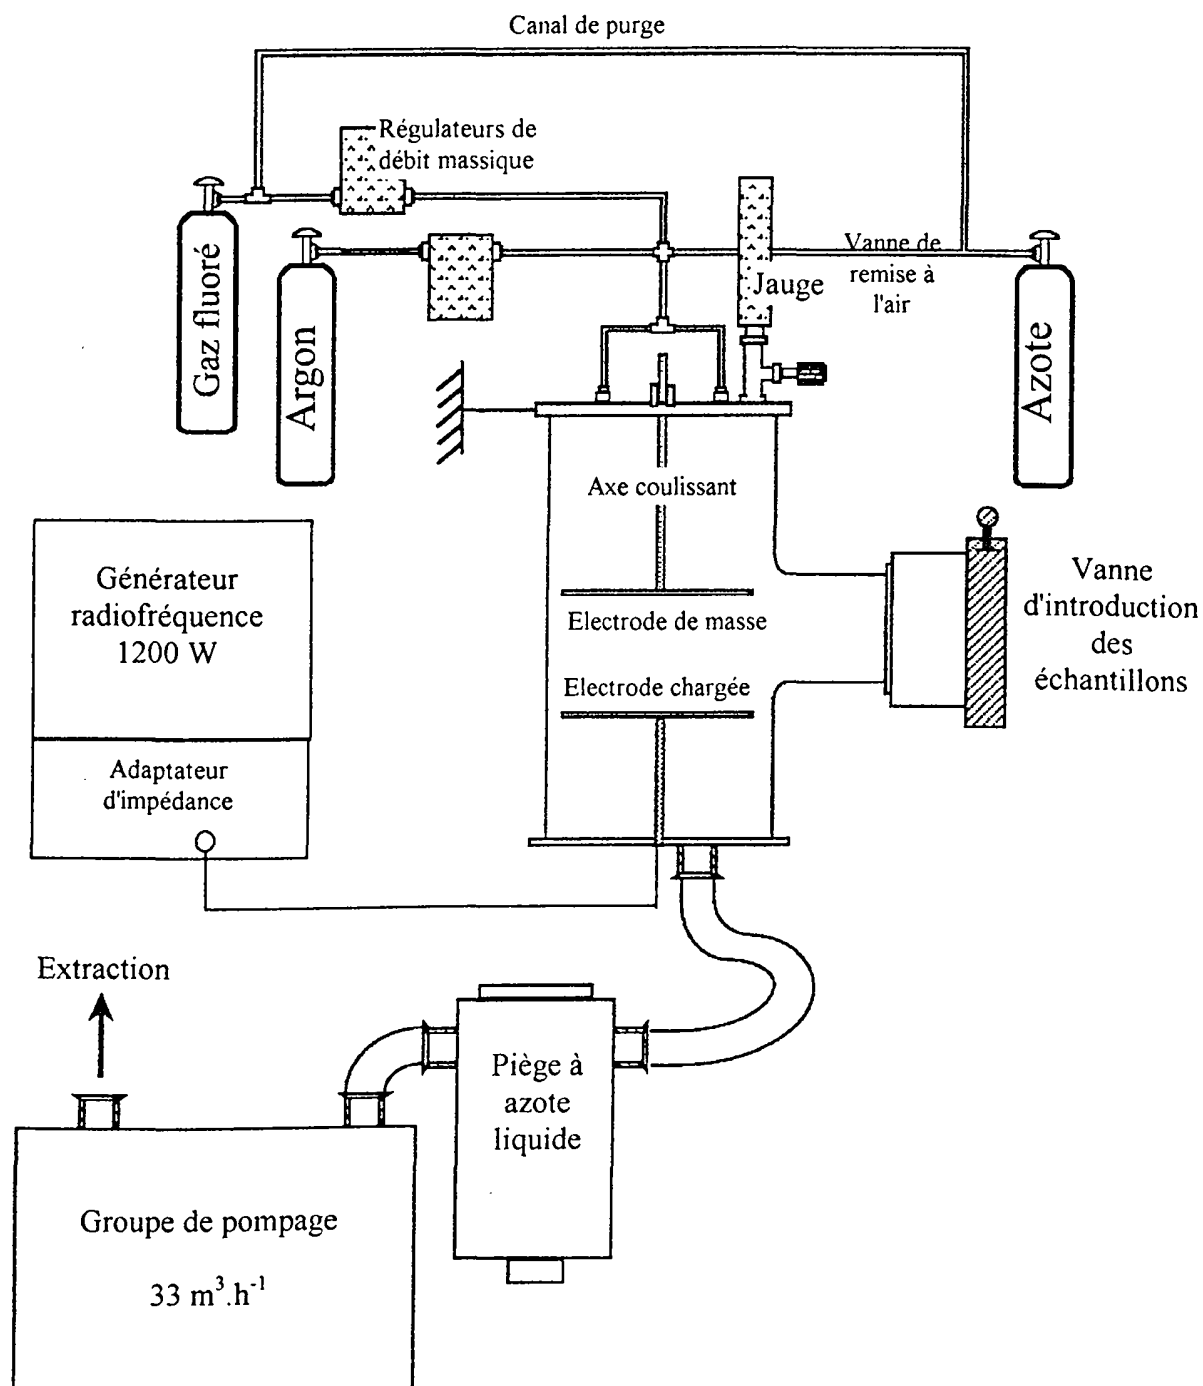 Canal de purge
Régulateurs de
débit massique
Gaz fluoré
Argon
Jauge
Vanne de
remise à
l'air
Azote
Axe coulissant
Electrode de masse
Electrode chargée
Vanne
d'introduction
des
échantillons
Générateur
radiofréquence
1200 W
Adaptateur
d'impédance
Extraction
Piège à
azote
liquide
Groupe de pompage
33 m³.h⁻¹